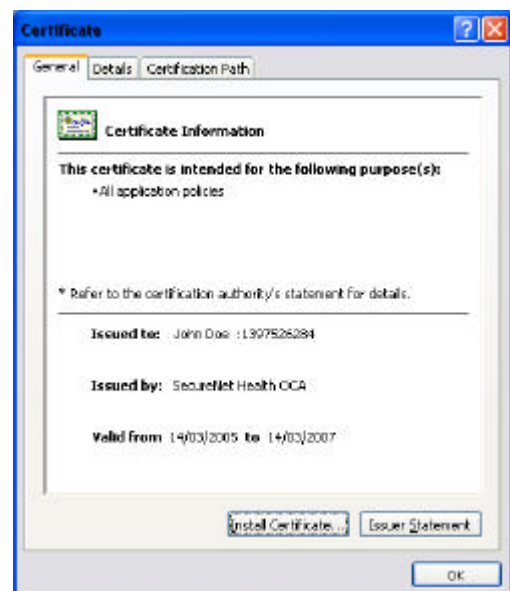 Certificate
General Details Certification Path
Certificate Information
This certificate is intended for the following purpose(s):
•All application policies
* Refer to the certification authority's statement for details.
Issued to: John Doe :1397526284
Issued by: SecureNet Health OCA
Valid from 14/03/2005 to 14/03/2007
Install Certificate... Issuer Statement
OK